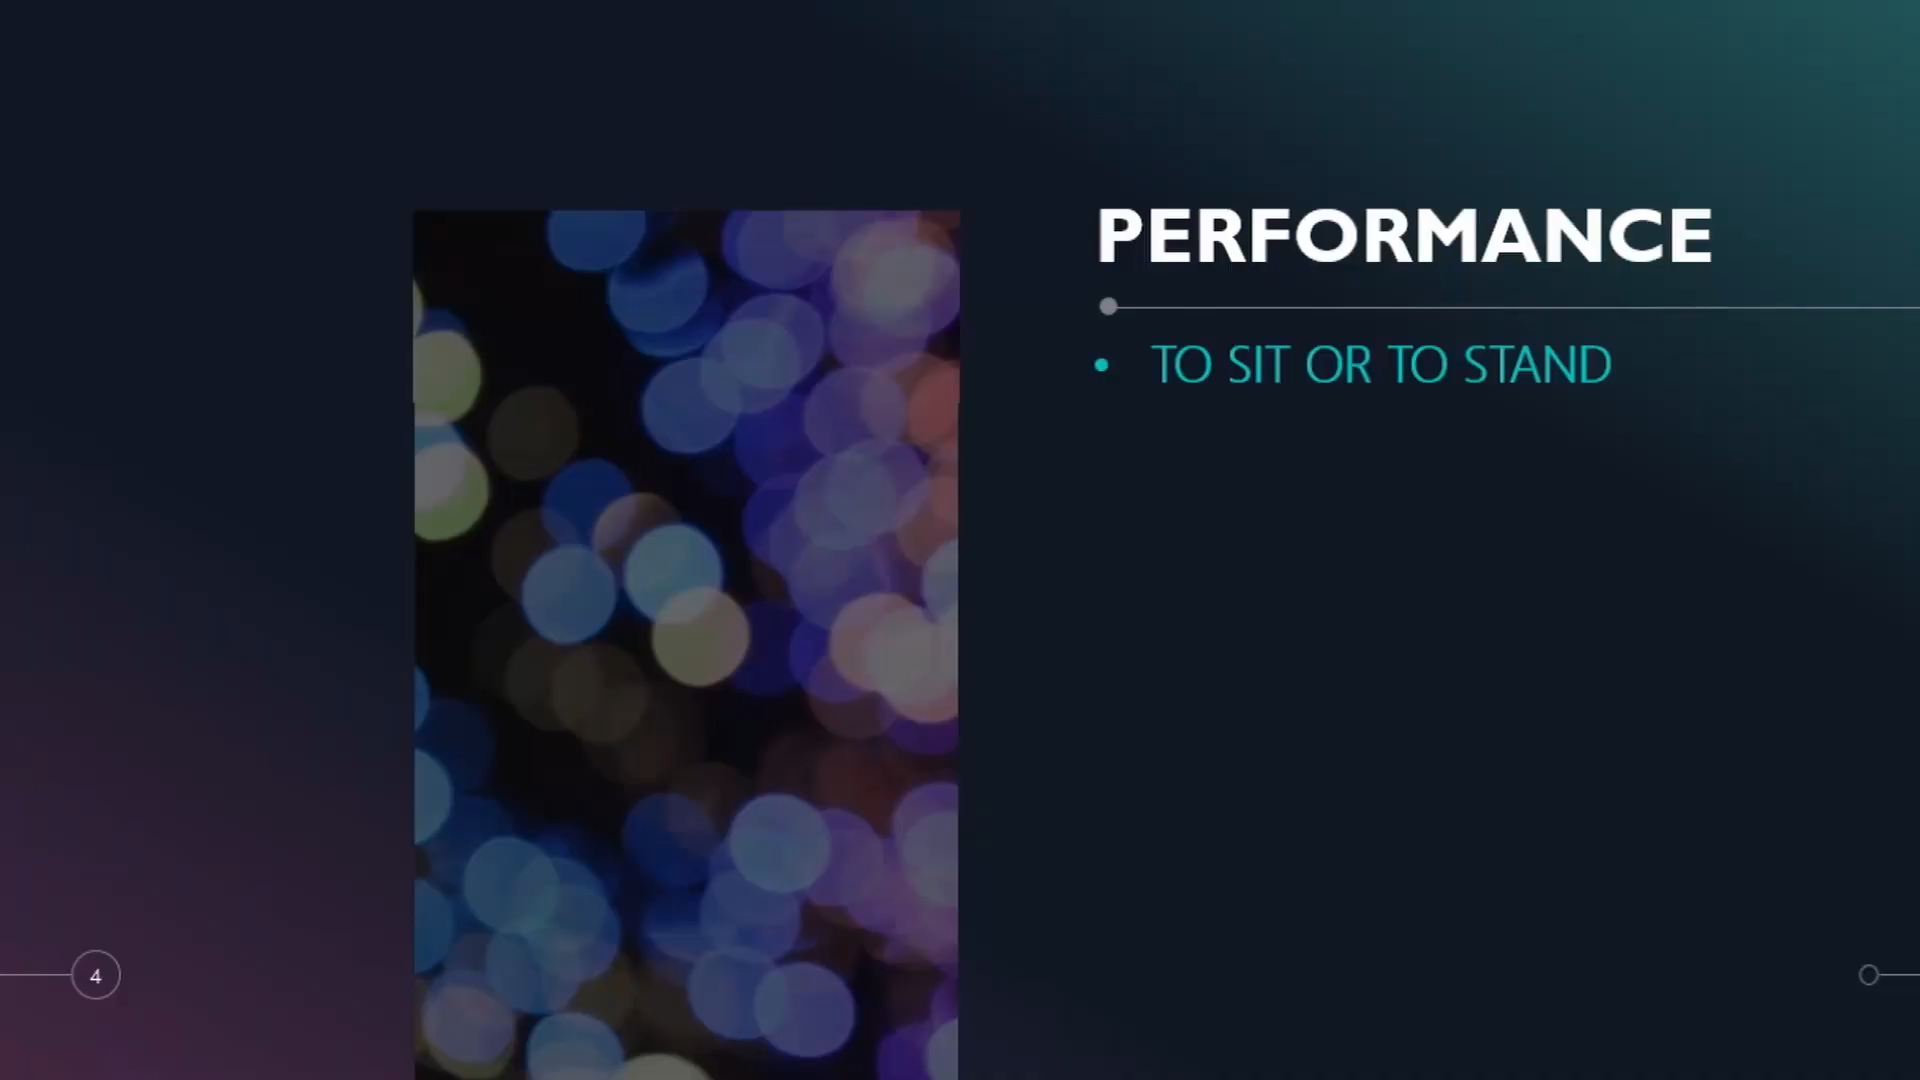 PERFORMANCE
• TO SIT OR TO STAND
4